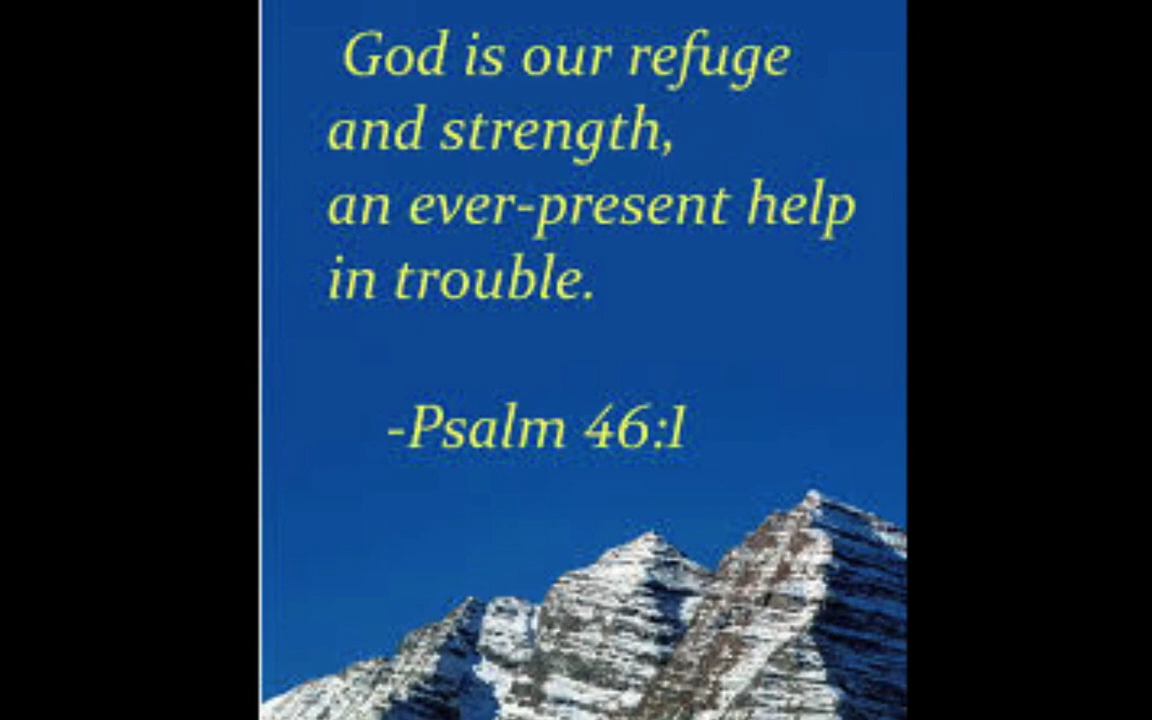 God is our refuge
and strength,
an ever-present help
in trouble.
-Psalm 46:1